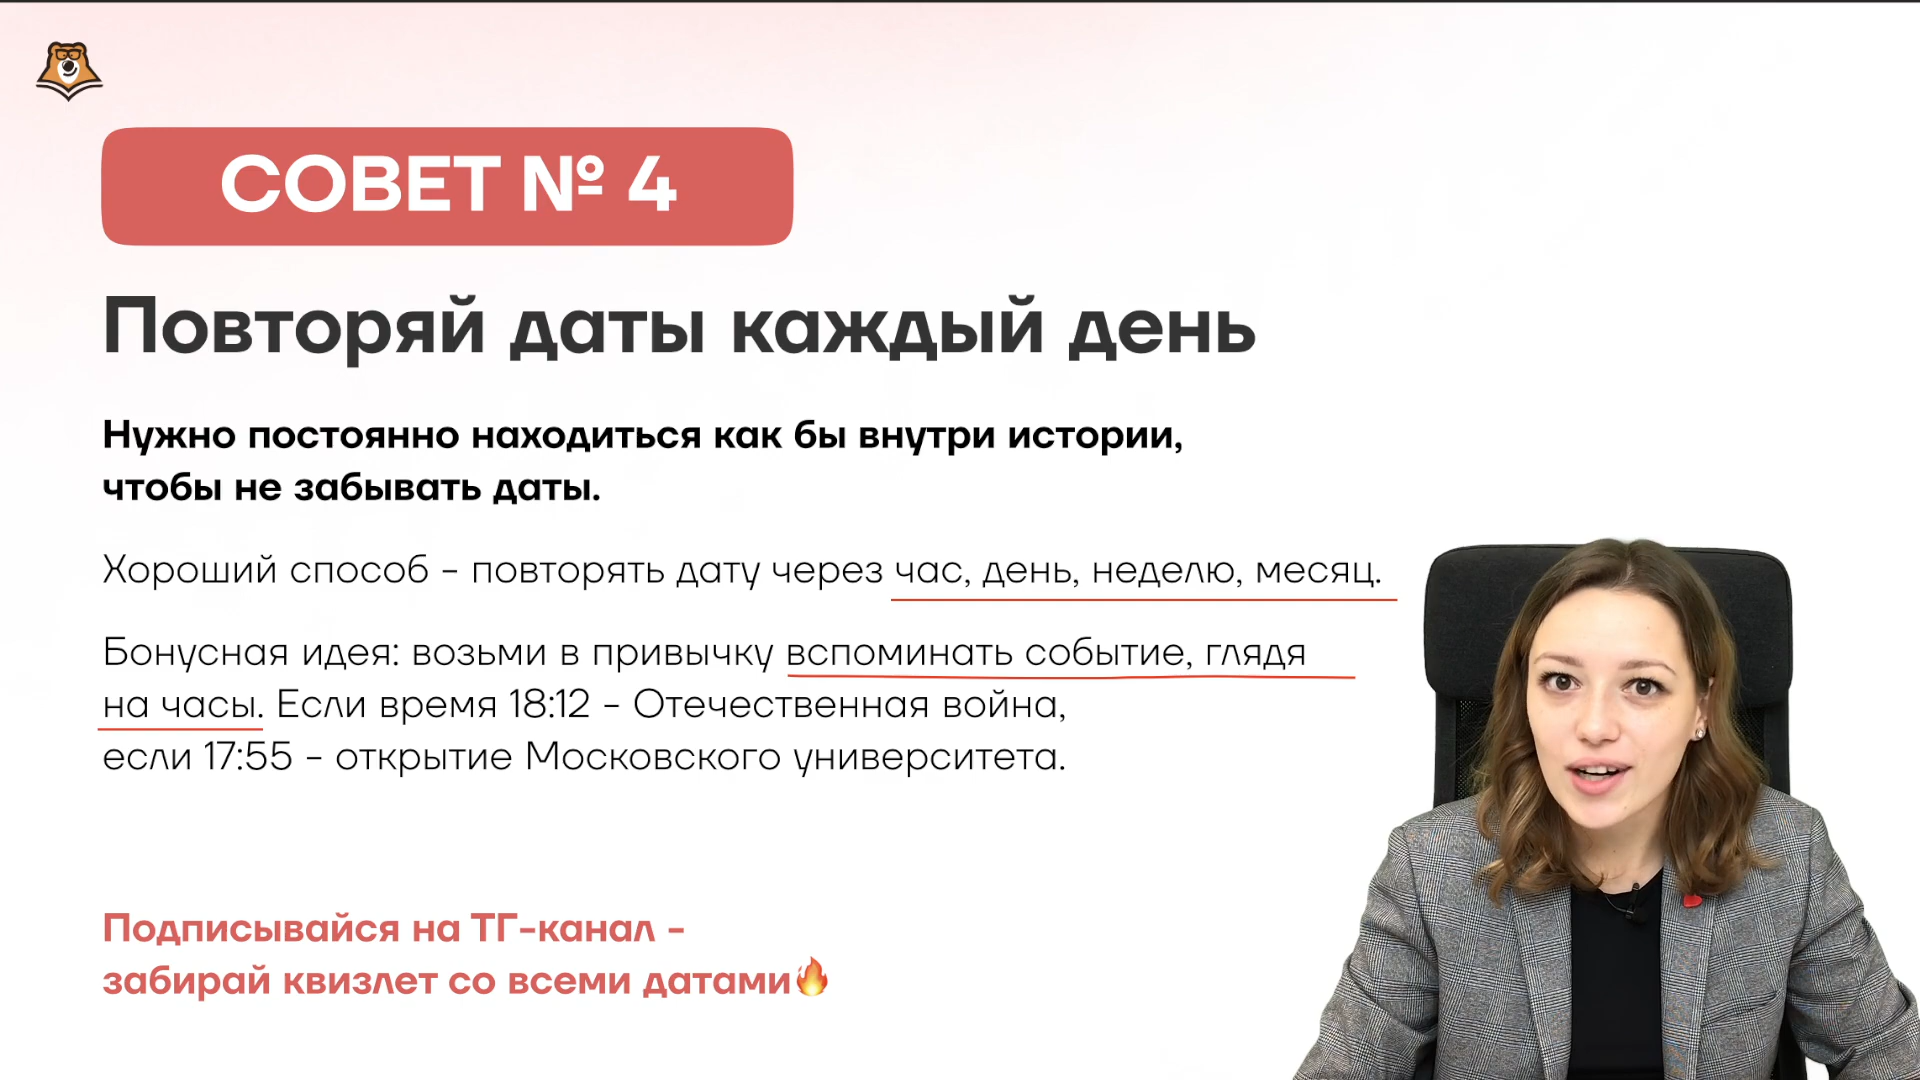 СОВЕТ № 4
Повторяй даты каждый день
Нужно постоянно находиться как бы внутри истории,
чтобы не забывать даты.
Хороший способ - повторять дату через час, день, неделю, месяц.
Бонусная идея: возьми в привычку вспоминать событие, глядя
на часы. Если время 18:12 - Отечественная война,
если 17:55 - открытие Московского университета.
Подписывайся на ТГ-канал -
забирай квизлет со всеми датами🔥